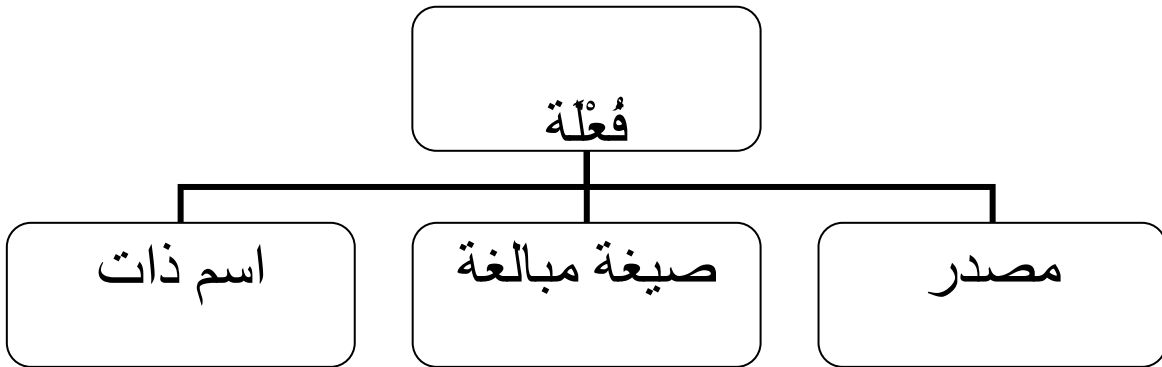 فُعْلَة
مصدر
صيغة مبالغة
اسم ذات